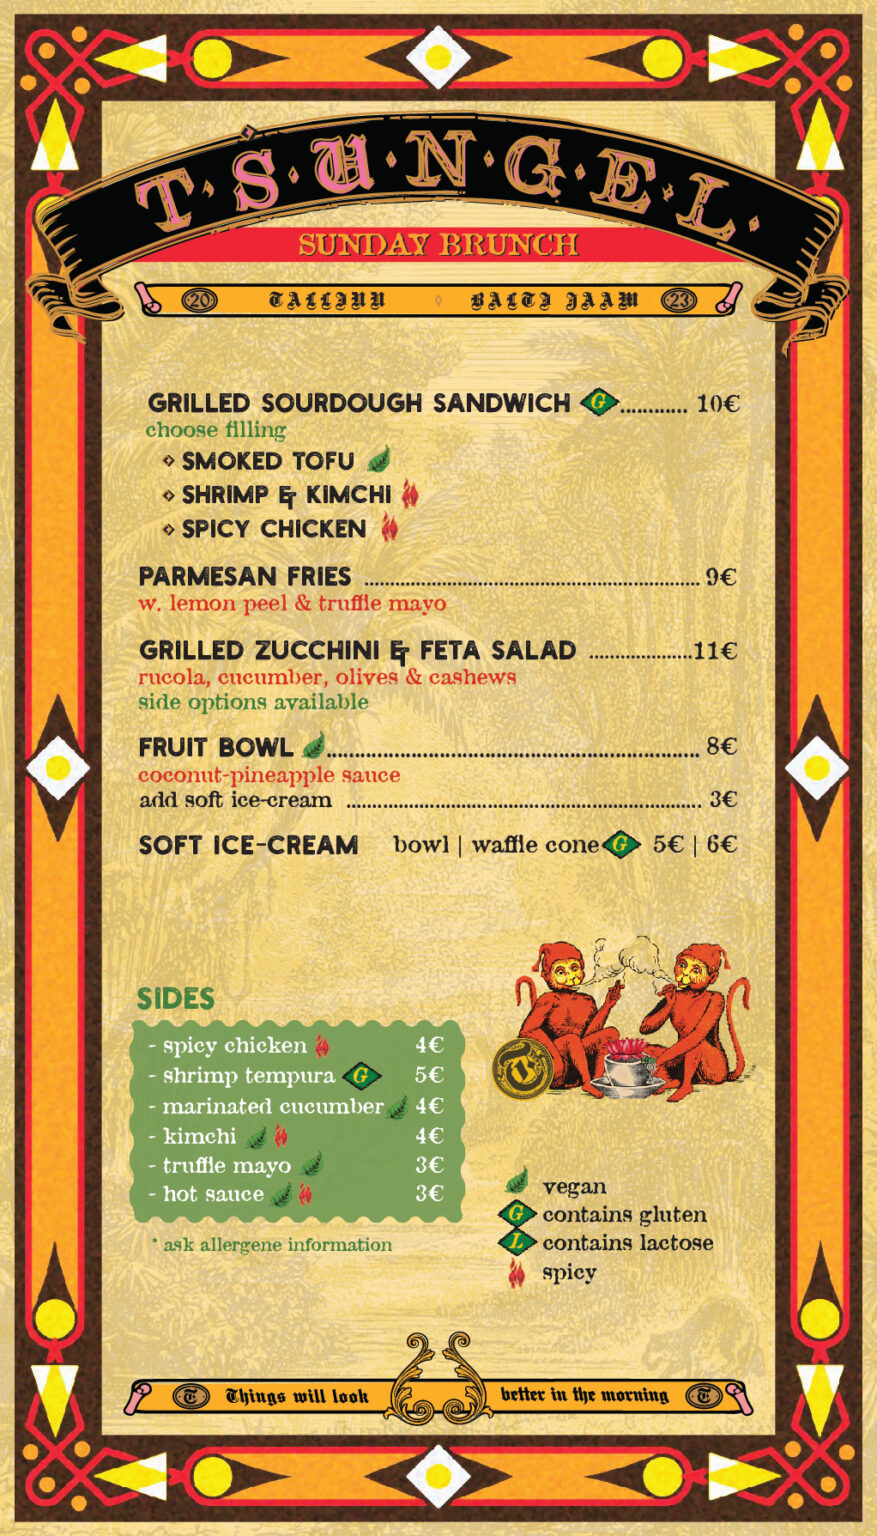 T·Š·U·N·G·E·L·
SUNDAY BRUNCH
20 TALLINN BALTI JAAM 23
GRILLED SOURDOUGH SANDWICH G............ 10€
choose filling
SMOKED TOFU
SHRIMP & KIMCHI
SPICY CHICKEN
PARMESAN FRIES ................................................................ 9€
w. lemon peel & truffle mayo
GRILLED ZUCCHINI & FETA SALAD ....................11€
rucola, cucumber, olives & cashews
side options available
FRUIT BOWL ........................................................................ 8€
coconut-pineapple sauce
add soft ice-cream .................................................................... 3€
SOFT ICE-CREAM bowl | waffle cone G 5€ | 6€
SIDES
- spicy chicken 4€
- shrimp tempura G 5€
- marinated cucumber 4€
- kimchi 4€
- truffle mayo 3€
- hot sauce 3€
* ask allergene information
vegan
G contains gluten
L contains lactose
spicy
T Things will look better in the morning T